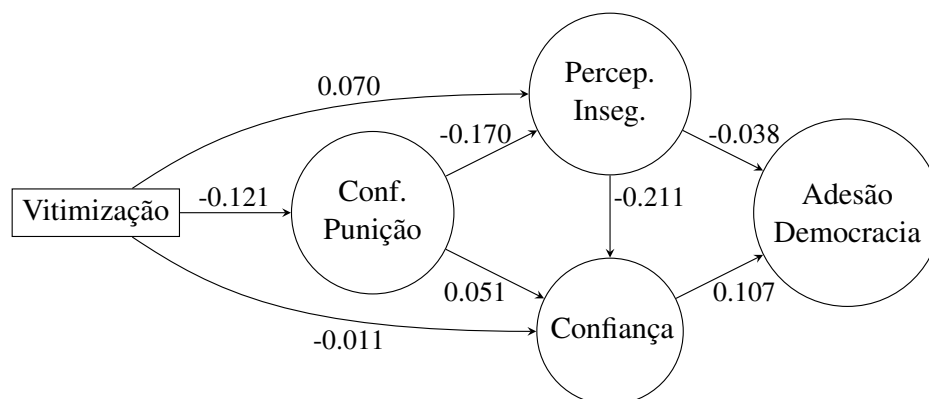 Percep.
Inseg.
0.070
-0.170
-0.038
Vitimização
-0.121
Conf.
Punição
-0.211
Adesão
Democracia
0.051
0.107
-0.011
Confiança